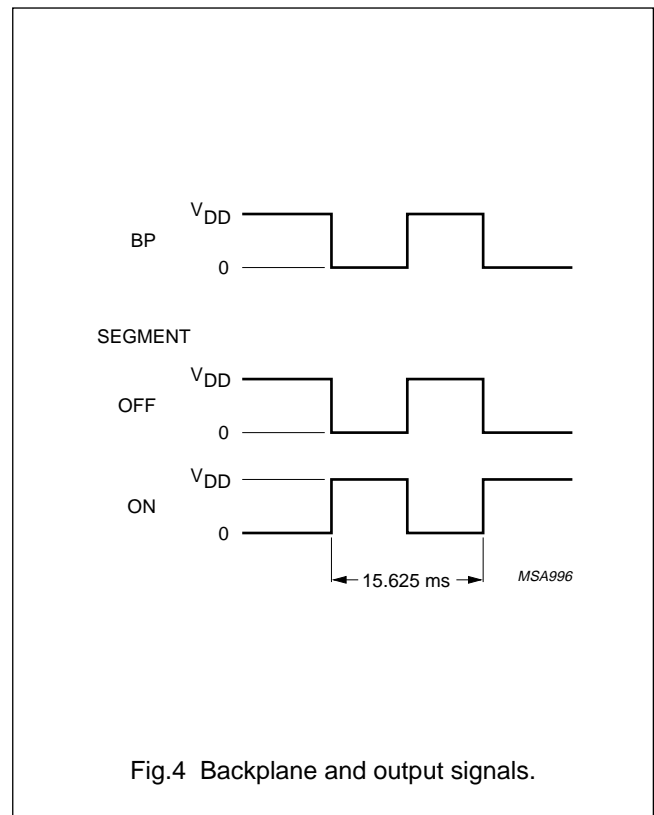 VDD
BP
0
SEGMENT
VDD
OFF
0
VDD
ON
0
15.625 ms
MSA996
Fig.4 Backplane and output signals.